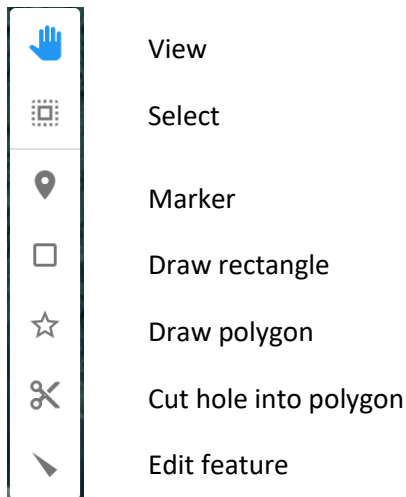 View
Select
Marker
Draw rectangle
Draw polygon
Cut hole into polygon
Edit feature